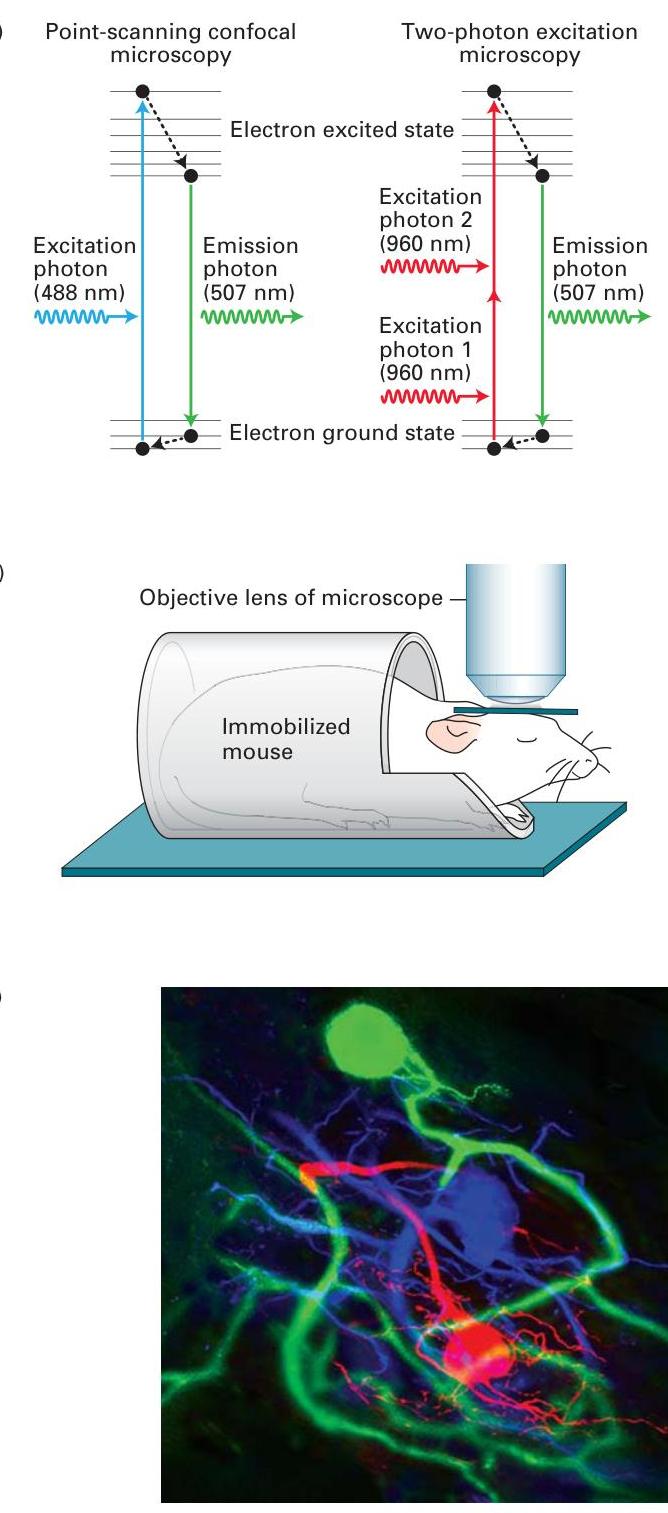 )
Point-scanning confocal
microscopy
Two-photon excitation
microscopy
Electron excited state
Excitation
photon
(488 nm)
Emission
photon
(507 nm)
Excitation
photon 2
(960 nm)
Excitation
photon 1
(960 nm)
Emission
photon
(507 nm)
Electron ground state
)
Objective lens of microscope
Immobilized
mouse
)